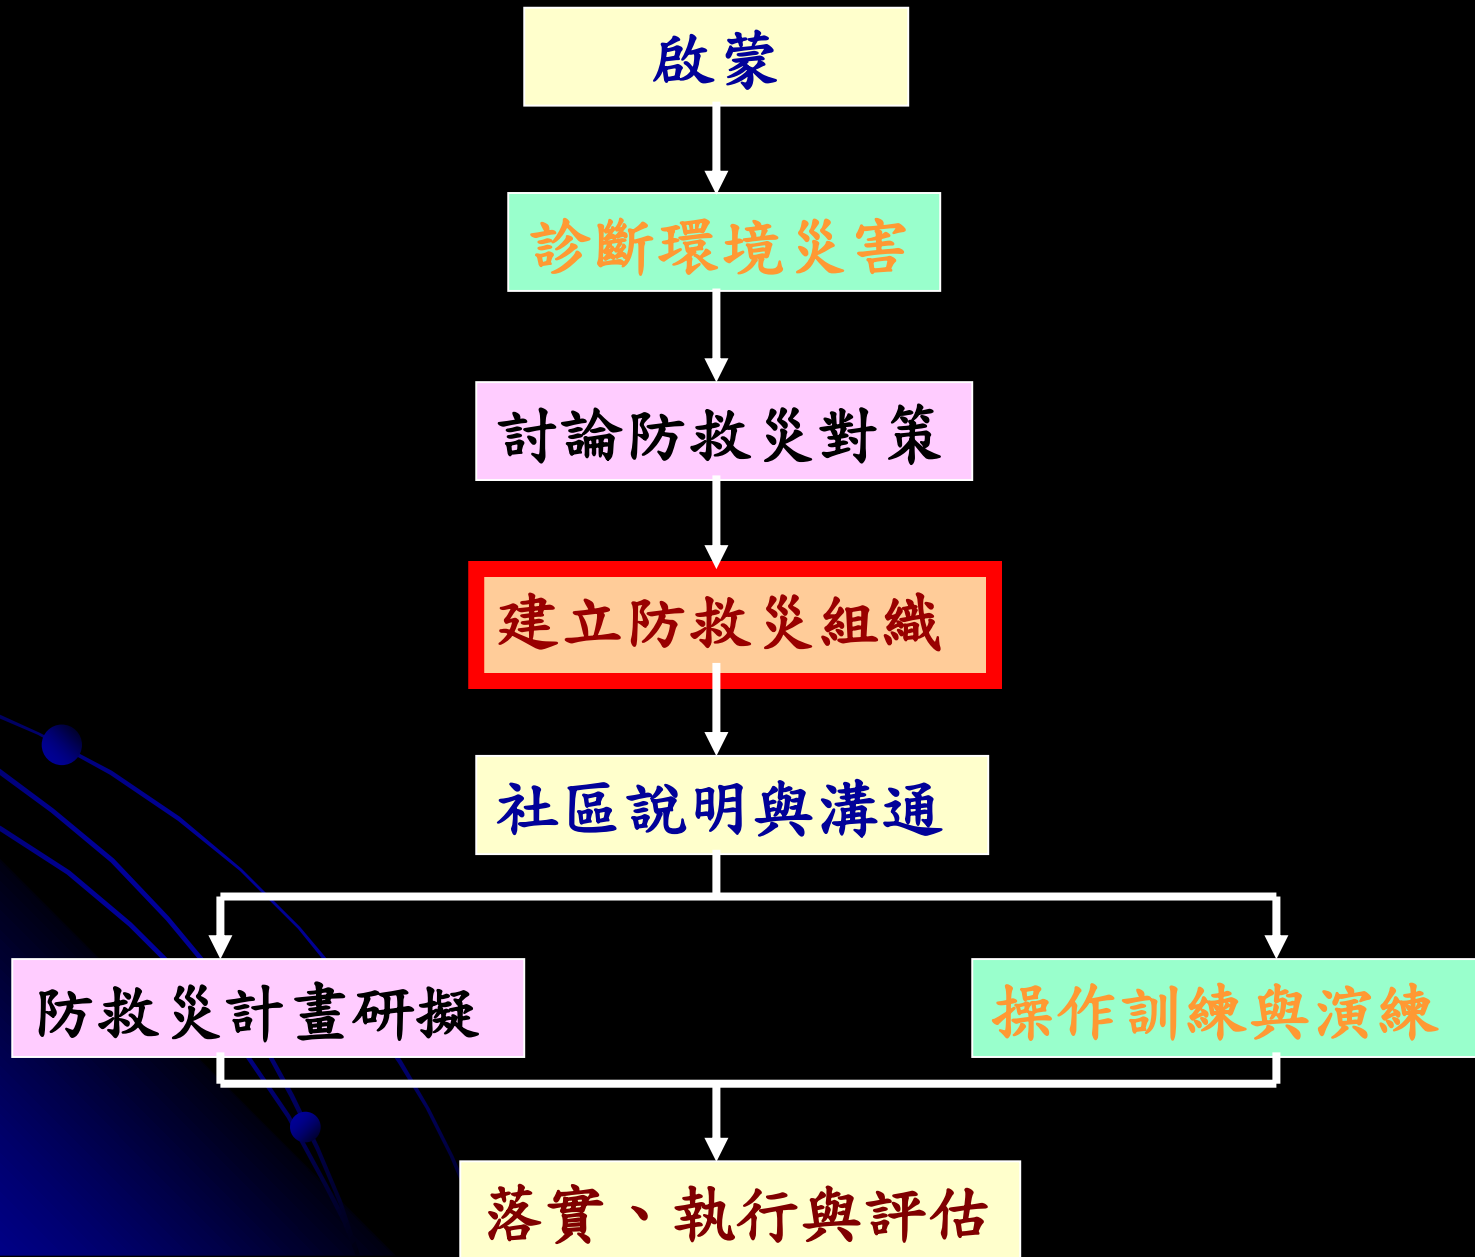 啟蒙
診斷環境災害
討論防救災對策
建立防救災組織
社區說明與溝通
防救災計畫研擬
操作訓練與演練
落實、執行與評估